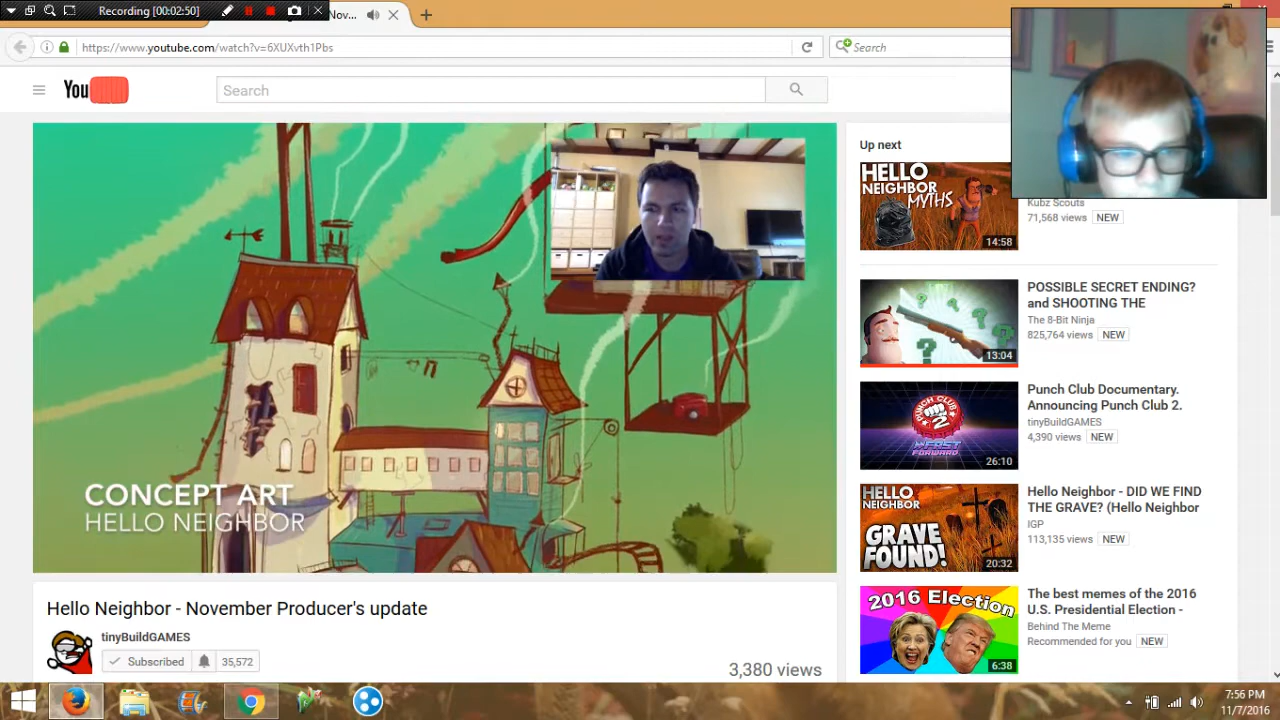 Recording [00:02:50]
Nov...
https://www.youtube.com/watch?v=6XUXvth1Pbs
Search
You
Search
CONCEPT ART
HELLO NEIGHBOR
Hello Neighbor - November Producer's update
tinyBuildGAMES
Subscribed
35,572
3,380 views
Up next
HELLO
NEIGHBOR
MYTHS
14:58
Kubz Scouts
71,568 views NEW
13:04
POSSIBLE SECRET ENDING?
and SHOOTING THE
The 8-Bit Ninja
825,764 views NEW
PUNCH CLUB
2
FAST
FORWARD
26:10
Punch Club Documentary.
Announcing Punch Club 2.
tinyBuildGAMES
4,390 views NEW
HELLO
NEIGHBOR
GRAVE
FOUND!
20:32
Hello Neighbor - DID WE FIND
THE GRAVE? (Hello Neighbor
IGP
113,135 views NEW
2016 Election
6:38
The best memes of the 2016
U.S. Presidential Election -
Behind The Meme
Recommended for you NEW
7:56 PM
11/7/2016